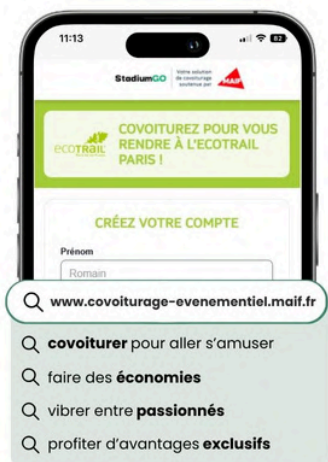 11:13
82
StadiumGO
Votre solution
de covoiturage
soutenue par
MAIF
ECOTRAIL
COVOITUREZ POUR VOUS
RENDRE À L'ECOTRAIL
PARIS !
CRÉEZ VOTRE COMPTE
Prénom
Romain
www.covoiturage-evenementiel.maif.fr
covoiturer pour aller s'amuser
faire des économies
vibrer entre passionnés
profiter d'avantages exclusifs